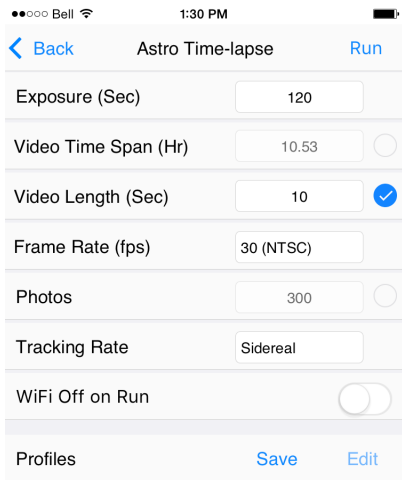 Bell 1:30 PM
Back Astro Time-lapse Run
Exposure (Sec) 120
Video Time Span (Hr) 10.53
Video Length (Sec) 10
Frame Rate (fps) 30 (NTSC)
Photos 300
Tracking Rate Sidereal
WiFi Off on Run
Profiles Save Edit